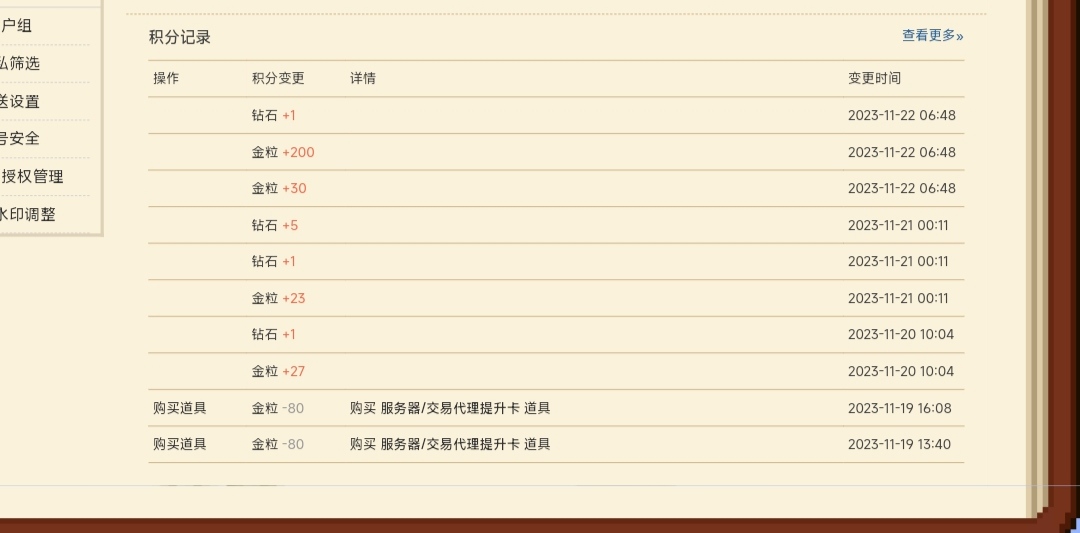 户组
筛选
设置
安全
授权管理
印调整
积分记录
查看更多»
操作 积分变更 详情 变更时间
钻石 +1 2023-11-22 06:48
金粒 +200 2023-11-22 06:48
金粒 +30 2023-11-22 06:48
钻石 +5 2023-11-21 00:11
钻石 +1 2023-11-21 00:11
金粒 +23 2023-11-21 00:11
钻石 +1 2023-11-20 10:04
金粒 +27 2023-11-20 10:04
购买道具 金粒 -80 购买 服务器/交易代理提升卡 道具 2023-11-19 16:08
购买道具 金粒 -80 购买 服务器/交易代理提升卡 道具 2023-11-19 13:40